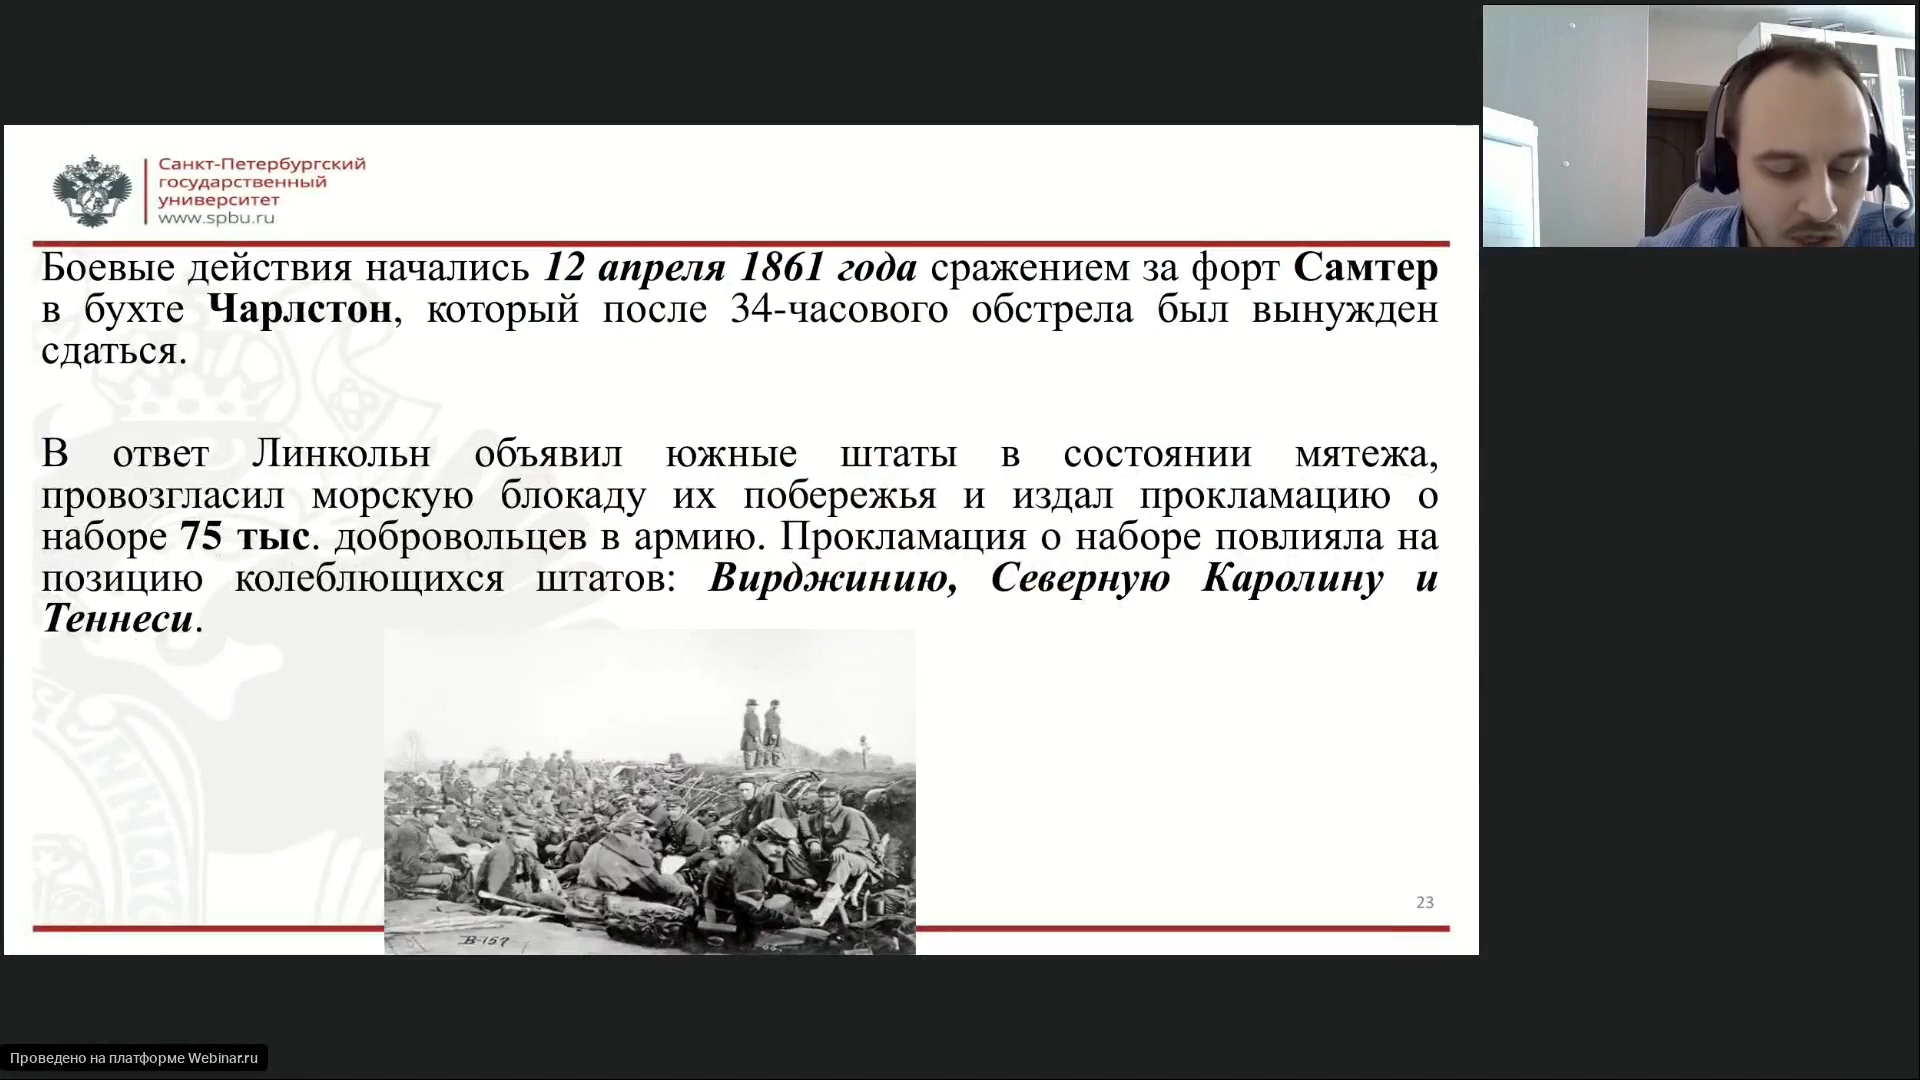 Санкт-Петербургский
государственный
университет
www.spbu.ru
Боевые действия начались 12 апреля 1861 года сражением за форт Самтер
в бухте Чарлстон, который после 34-часового обстрела был вынужден
сдаться.
В ответ Линкольн объявил южные штаты в состоянии мятежа,
провозгласил морскую блокаду их побережья и издал прокламацию о
наборе 75 тыс. добровольцев в армию. Прокламация о наборе повлияла на
позицию колеблющихся штатов: Вирджинию, Северную Каролину и
Теннеси.
B-157
23
Проведено на платформе Webinar.ru